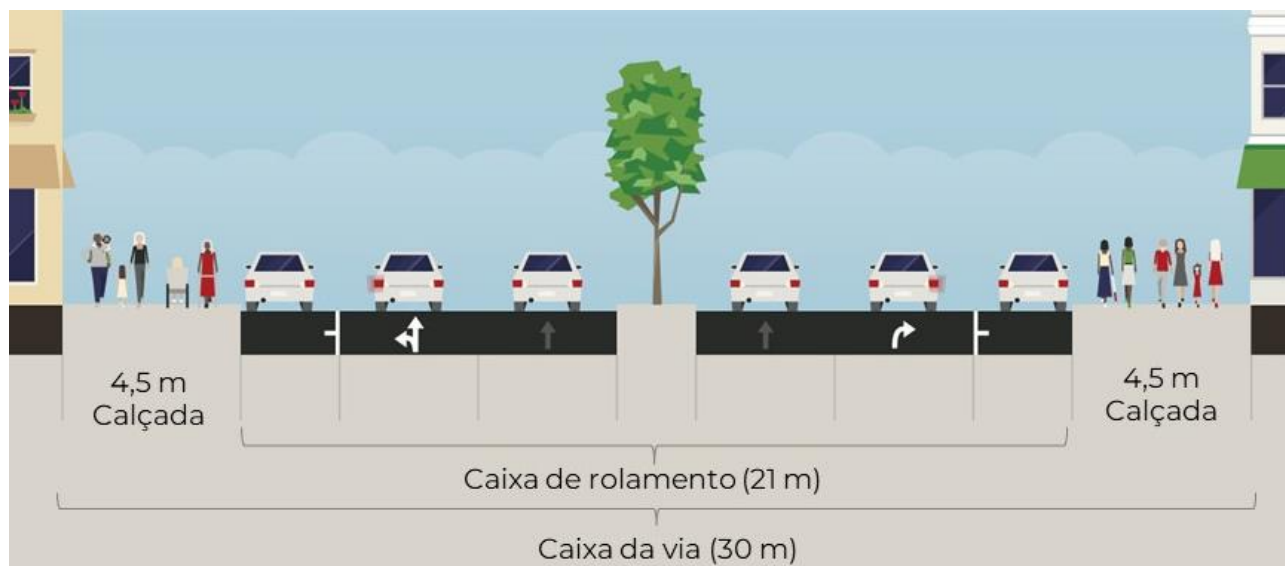 4,5 m
Calçada
4,5 m
Calçada
Caixa de rolamento (21 m)
Caixa da via (30 m)